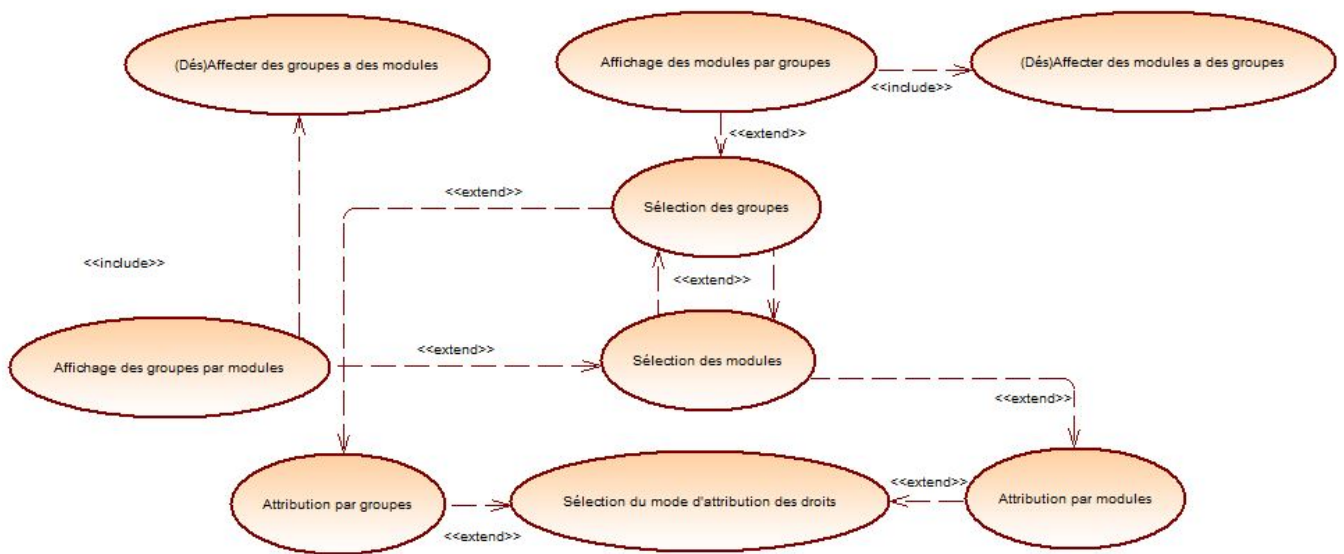 (Dés)Affecter des groupes a des modules
Affichage des modules par groupes
(Dés)Affecter des modules a des groupes
<<include>>
<<extend>>
<<extend>>
Sélection des groupes
<<include>>
<<extend>>
<<extend>>
Affichage des groupes par modules
Sélection des modules
<<extend>>
<<extend>>
Attribution par groupes
Sélection du mode d'attribution des droits
Attribution par modules
<<extend>>